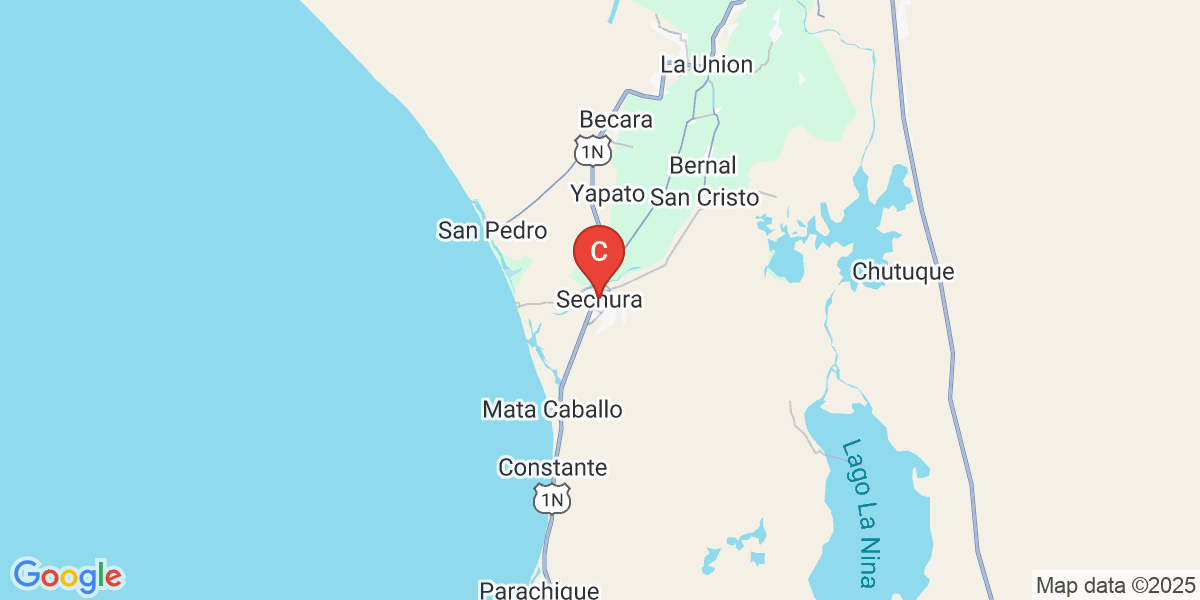 La Union
Becara
1N
Bernal
Yapato
San Cristo
San Pedro
C
Chutuque
Sechura
Mata Caballo
Lago La Nina
Constante
1N
Parachique
Google
Map data ©2025